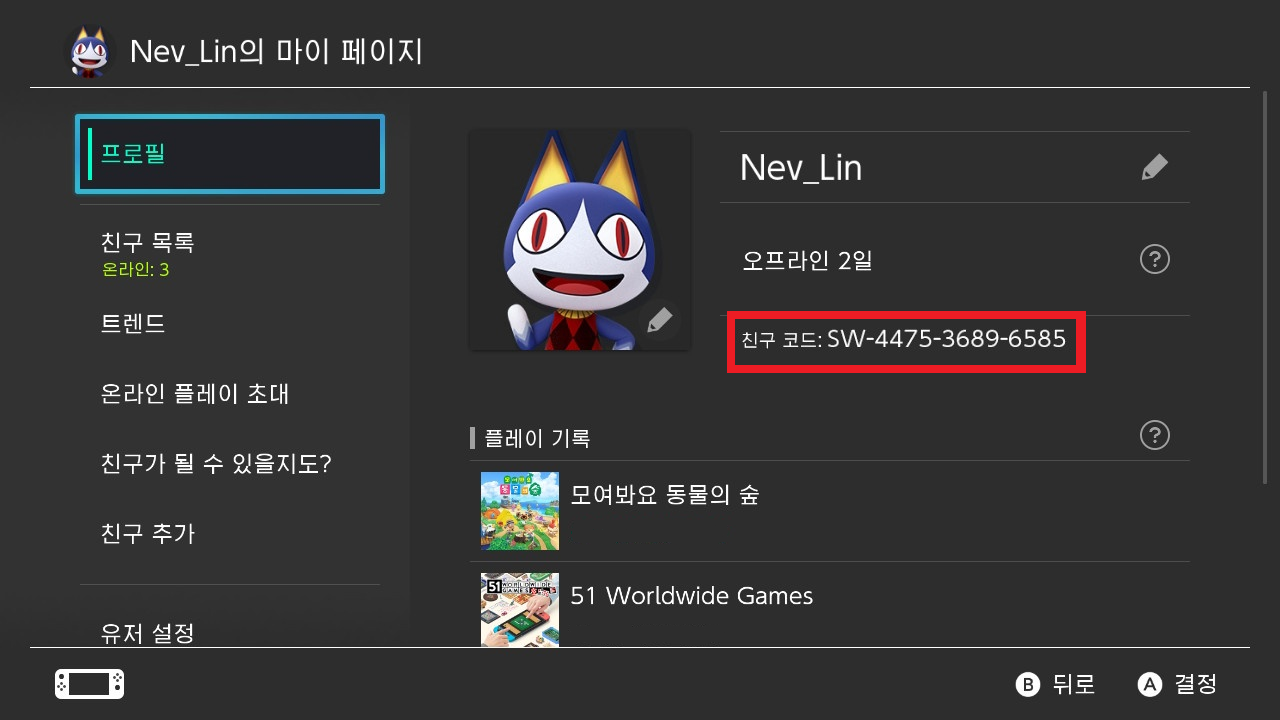 Nev_Lin의 마이 페이지
프로필
친구 목록
온라인: 3
트렌드
온라인 플레이 초대
친구가 될 수 있을지도?
친구 추가
유저 설정
Nev_Lin
오프라인 2일
?
친구 코드: SW-4475-3689-6585
플레이 기록
?
모여봐요 동물의 숲
51 WORLDWIDE GAMES
51 Worldwide Games
B 뒤로
A 결정